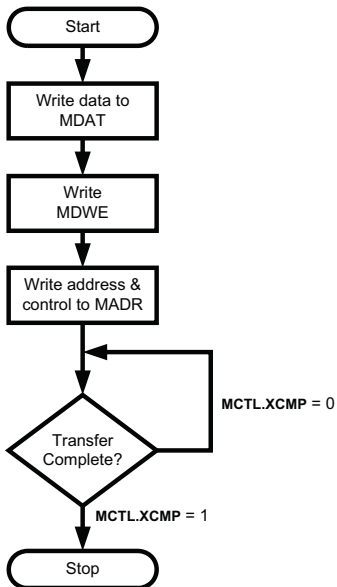 Start
Write data to
MDAT
Write
MDWE
Write address &
control to MADR
MCTL.XCMP = 0
Transfer
Complete?
MCTL.XCMP = 1
Stop